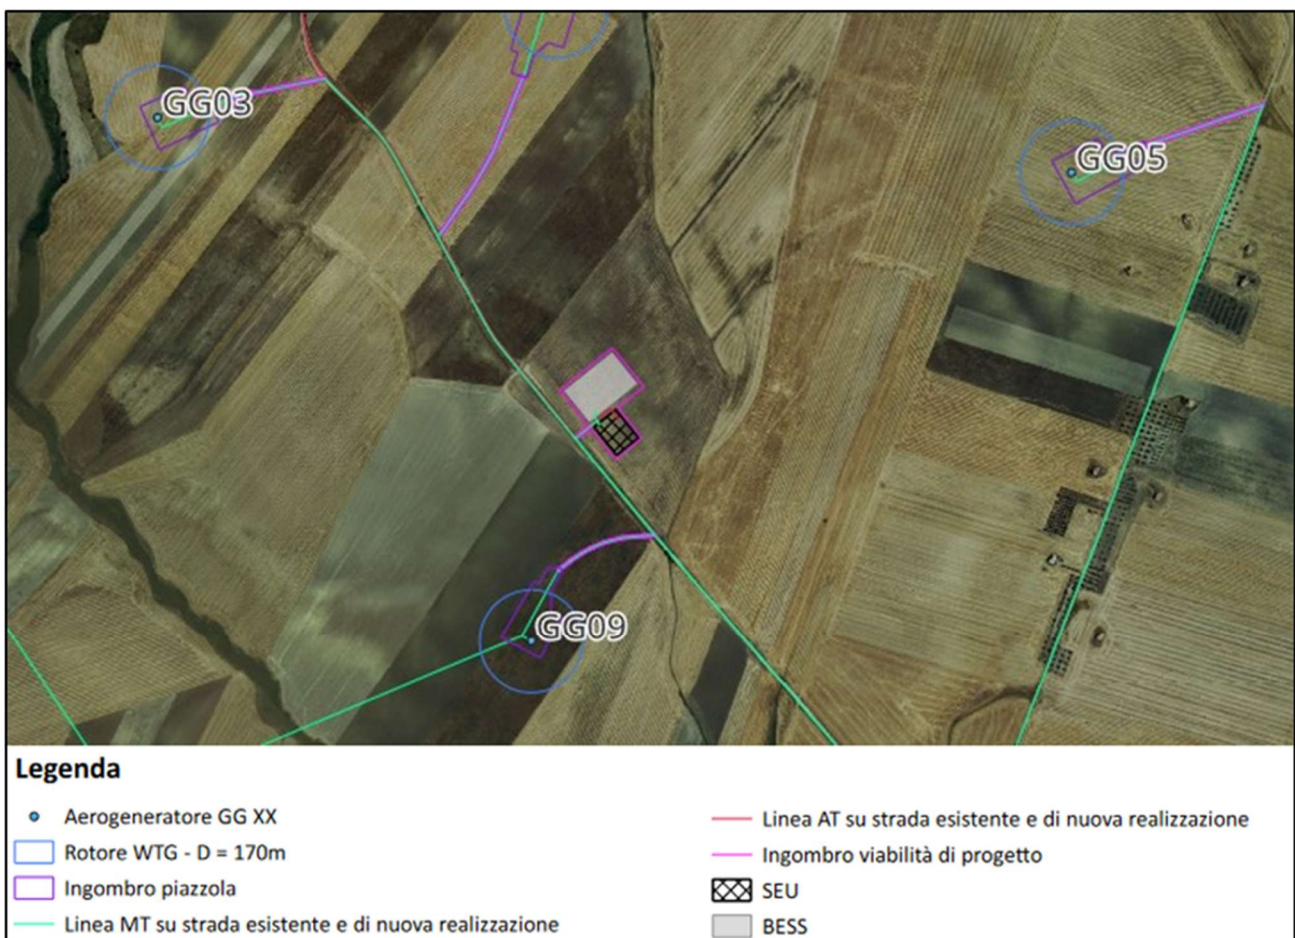 GG03
GG05
GG09
Legenda
Aerogeneratore GG XX
Rotore WTG - D = 170m
Ingombro piazzola
Linea MT su strada esistente e di nuova realizzazione
Linea AT su strada esistente e di nuova realizzazione
Ingombro viabilità di progetto
SEU
BESS